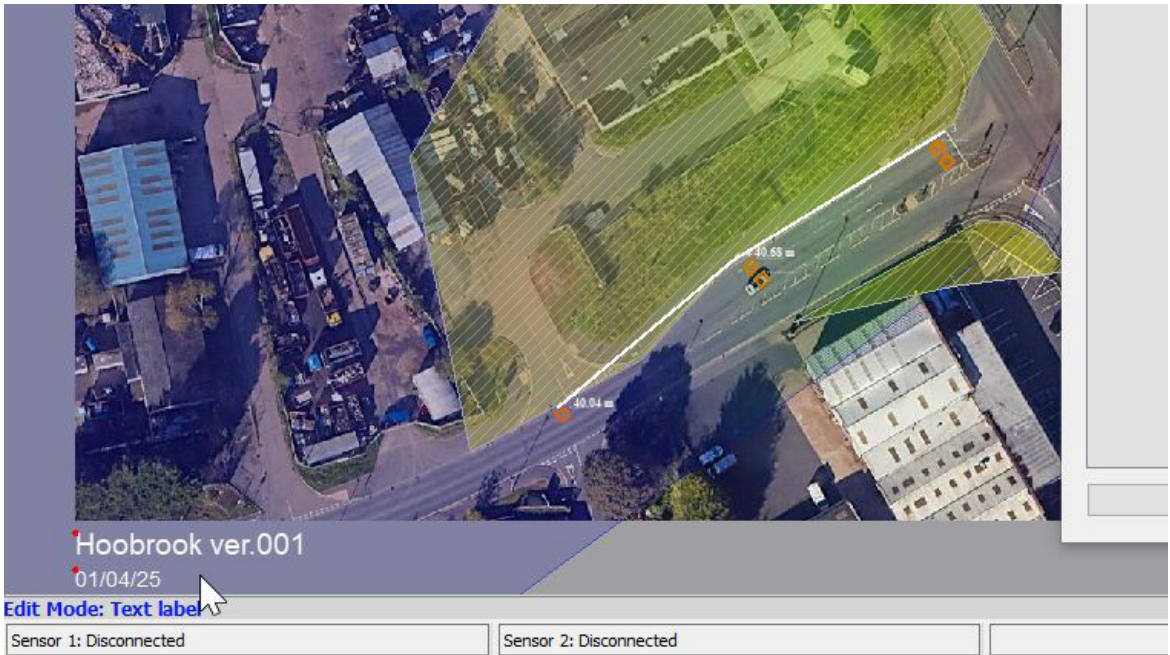 40.68 m
40.04 m
Hoobrook ver.001
01/04/25
Edit Mode: Text label
Sensor 1: Disconnected
Sensor 2: Disconnected